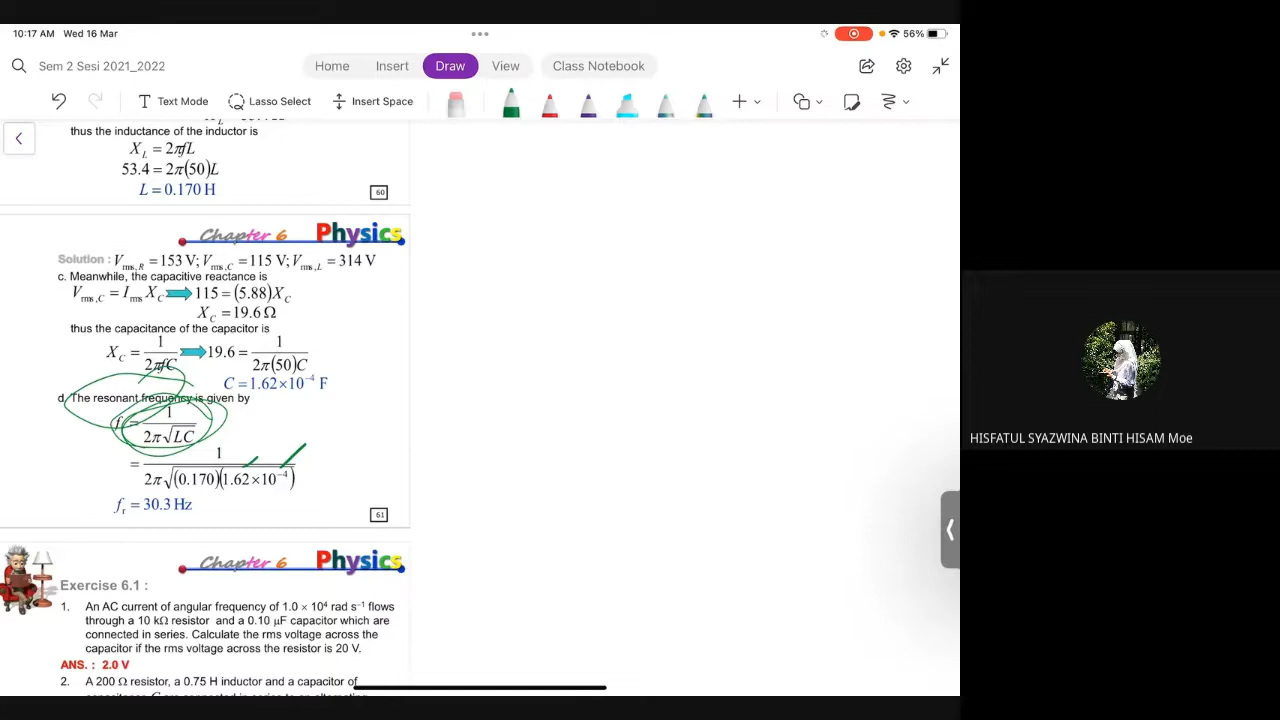 10:17 AM Wed 16 Mar
56%
Sem 2 Sesi 2021_2022
Home Insert Draw View Class Notebook
Text Mode Lasso Select Insert Space
thus the inductance of the inductor is
X_L = 2πfL
53.4 = 2π(50)L
L = 0.170 H
60
Chapter 6 Physics
Solution : V_rms,R = 153 V; V_rms,C = 115 V; V_rms,L = 314 V
c. Meanwhile, the capacitive reactance is
V_rms,C = I_rms X_C 115 = (5.88)X_C
X_C = 19.6 Ω
thus the capacitance of the capacitor is
X_C = 1/2πfC 19.6 = 1/2π(50)C
C = 1.62×10⁻⁴ F
d. The resonant frequency is given by
= 1/2π√LC
= 1/2π√(0.170)(1.62×10⁻⁴)
f_r = 30.3 Hz
61
Chapter 6 Physics
Exercise 6.1 :
1. An AC current of angular frequency of 1.0 × 10⁴ rad s⁻¹ flows
through a 10 kΩ resistor and a 0.10 μF capacitor which are
connected in series. Calculate the rms voltage across the
capacitor if the rms voltage across the resistor is 20 V.
ANS. : 2.0 V
2. A 200 Ω resistor, a 0.75 H inductor and a capacitor of
HISFATUL SYAZWINA BINTI HISAM Moe